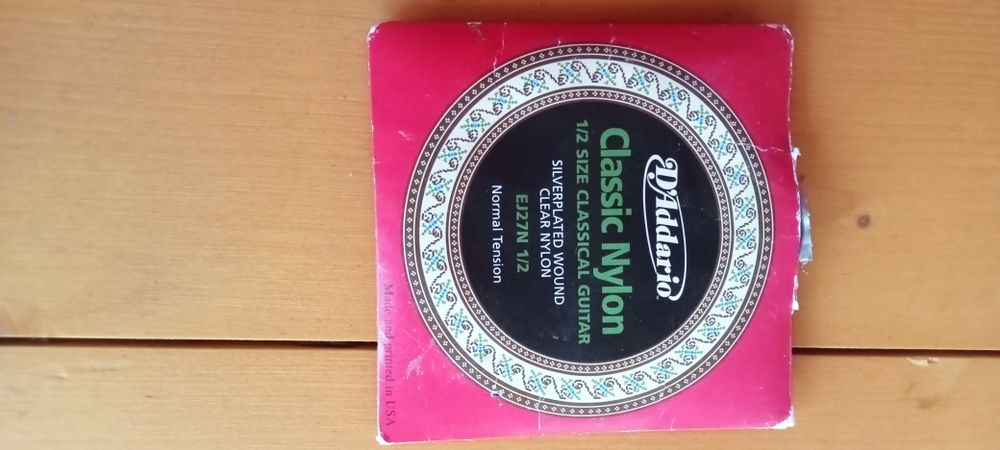 D'Addario
Classic Nylon
1/2 SIZE CLASSICAL GUITAR
SILVERPLATED WOUND
CLEAR NYLON
EJ27N 1/2
Normal Tension
Made and printed in USA